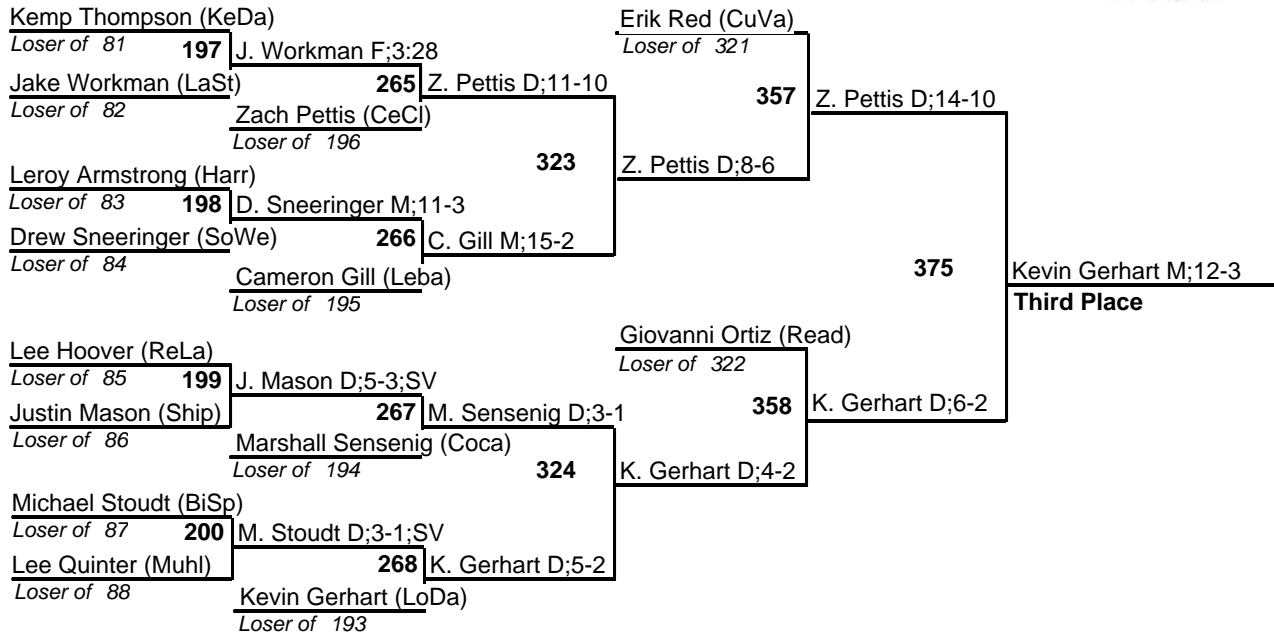 Kemp Thompson (KeDa)
Loser of 81
197
J. Workman F;3:28
Jake Workman (LaSt)
Loser of 82
265
Z. Pettis D;11-10
Zach Pettis (CeCl)
Loser of 196
Leroy Armstrong (Harr)
Loser of 83
198
D. Sneeringer M;11-3
Drew Sneeringer (SoWe)
Loser of 84
266
C. Gill M;15-2
Cameron Gill (Leba)
Loser of 195
323
Z. Pettis D;8-6
Erik Red (CuVa)
Loser of 321
357
Z. Pettis D;14-10
Lee Hoover (ReLa)
Loser of 85
199
J. Mason D;5-3;SV
Justin Mason (Ship)
Loser of 86
267
M. Sensenig D;3-1
Marshall Sensenig (Coca)
Loser of 194
Michael Stoudt (BiSp)
Loser of 87
200
M. Stoudt D;3-1;SV
Lee Quinter (Muhl)
Loser of 88
268
K. Gerhart D;5-2
Kevin Gerhart (LoDa)
Loser of 193
324
K. Gerhart D;4-2
Giovanni Ortiz (Read)
Loser of 322
358
K. Gerhart D;6-2
375
Kevin Gerhart M;12-3
Third Place